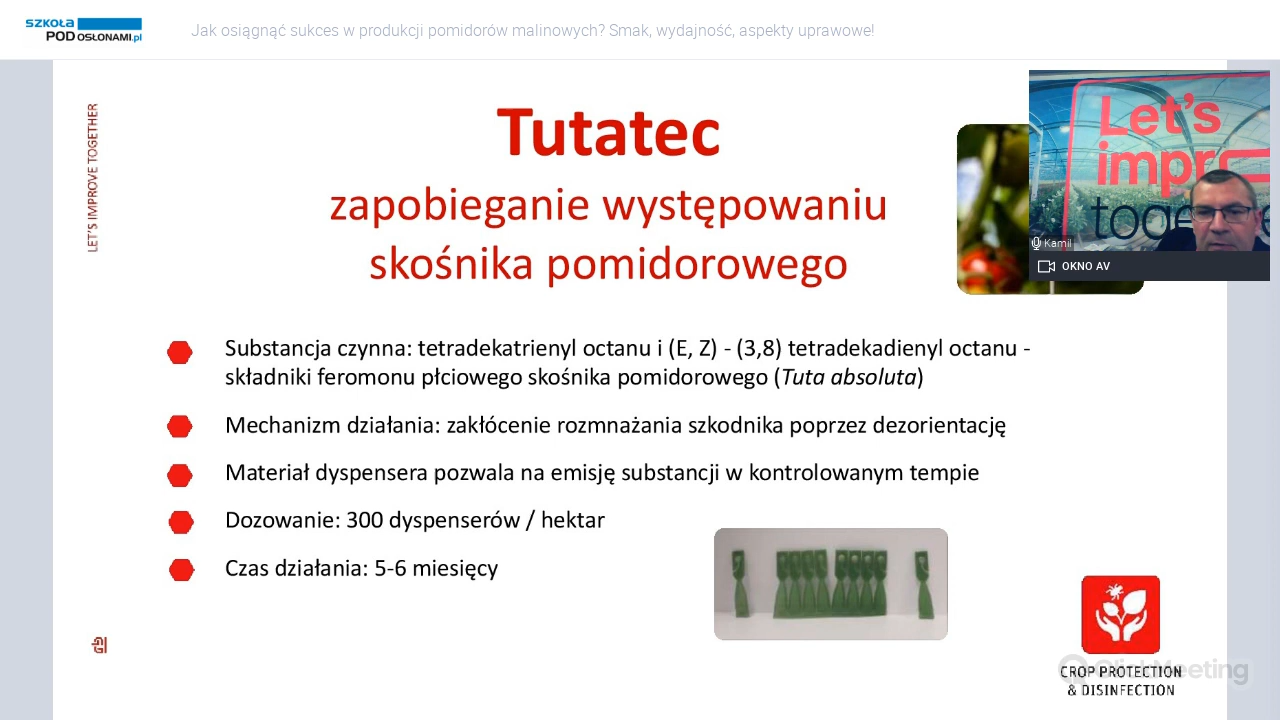 SZKOŁA
POD OSŁONAMI.pl
Jak osiągnąć sukces w produkcji pomidorów malinowych? Smak, wydajność, aspekty uprawowe!
LET'S IMPROVE TOGETHER
Tutatec
zapobieganie występowaniu
skośnika pomidorowego
Let's
impr
toge
Kamil
OKNO AV
Substancja czynna: tetradekatrienyl octanu i (E, Z) - (3,8) tetradekadienyl octanu -
składniki feromonu płciowego skośnika pomidorowego (Tuta absoluta)
Mechanizm działania: zakłócenie rozmnażania szkodnika poprzez dezorientację
Materiał dyspensera pozwala na emisję substancji w kontrolowanym tempie
Dozowanie: 300 dyspenserów / hektar
Czas działania: 5-6 miesięcy
ClickMeeting
CROP PROTECTION
& DISINFECTION